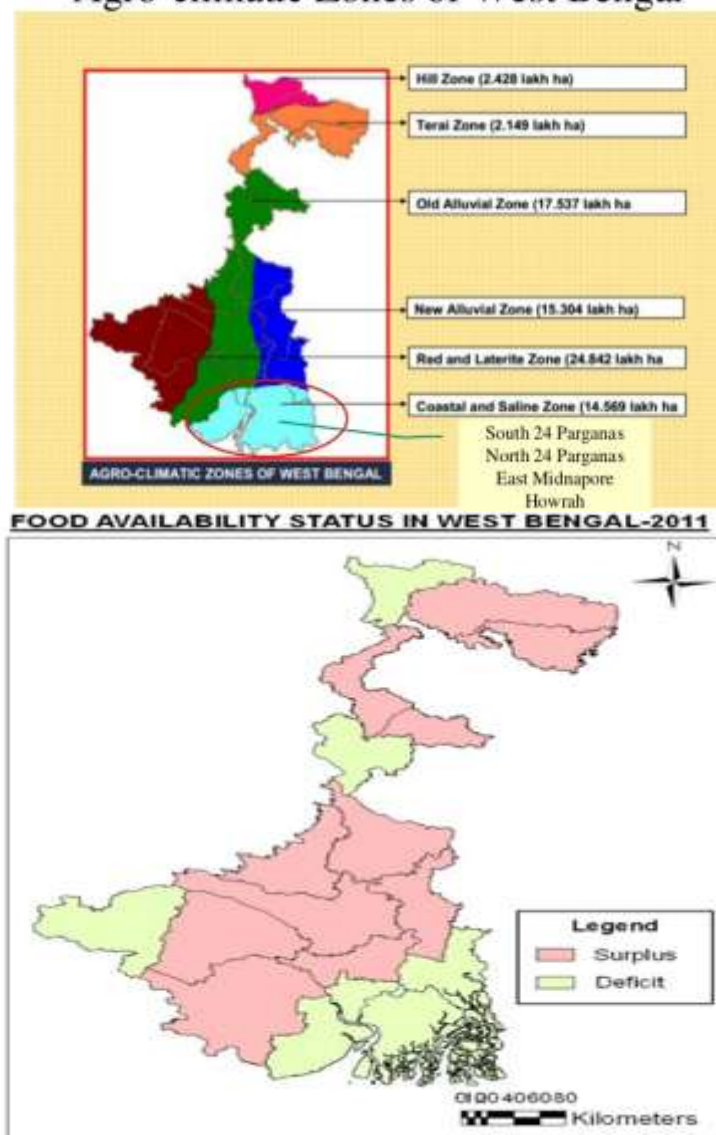 Agro-climatic Zones of West Bengal
Hill Zone (2.428 lakh ha)
Terai Zone (2.149 lakh ha)
Old Alluvial Zone (17.537 lakh ha
New Alluvial Zone (15.304 lakh ha)
Red and Laterite Zone (24.842 lakh ha
Coastal and Saline Zone (14.569 lakh ha
South 24 Parganas
North 24 Parganas
East Midnapore
Howrah
AGRO-CLIMATIC ZONES OF WEST BENGAL
FOOD AVAILABILITY STATUS IN WEST BENGAL-2011
N
Legend
Surplus
Deficit
Kilometers